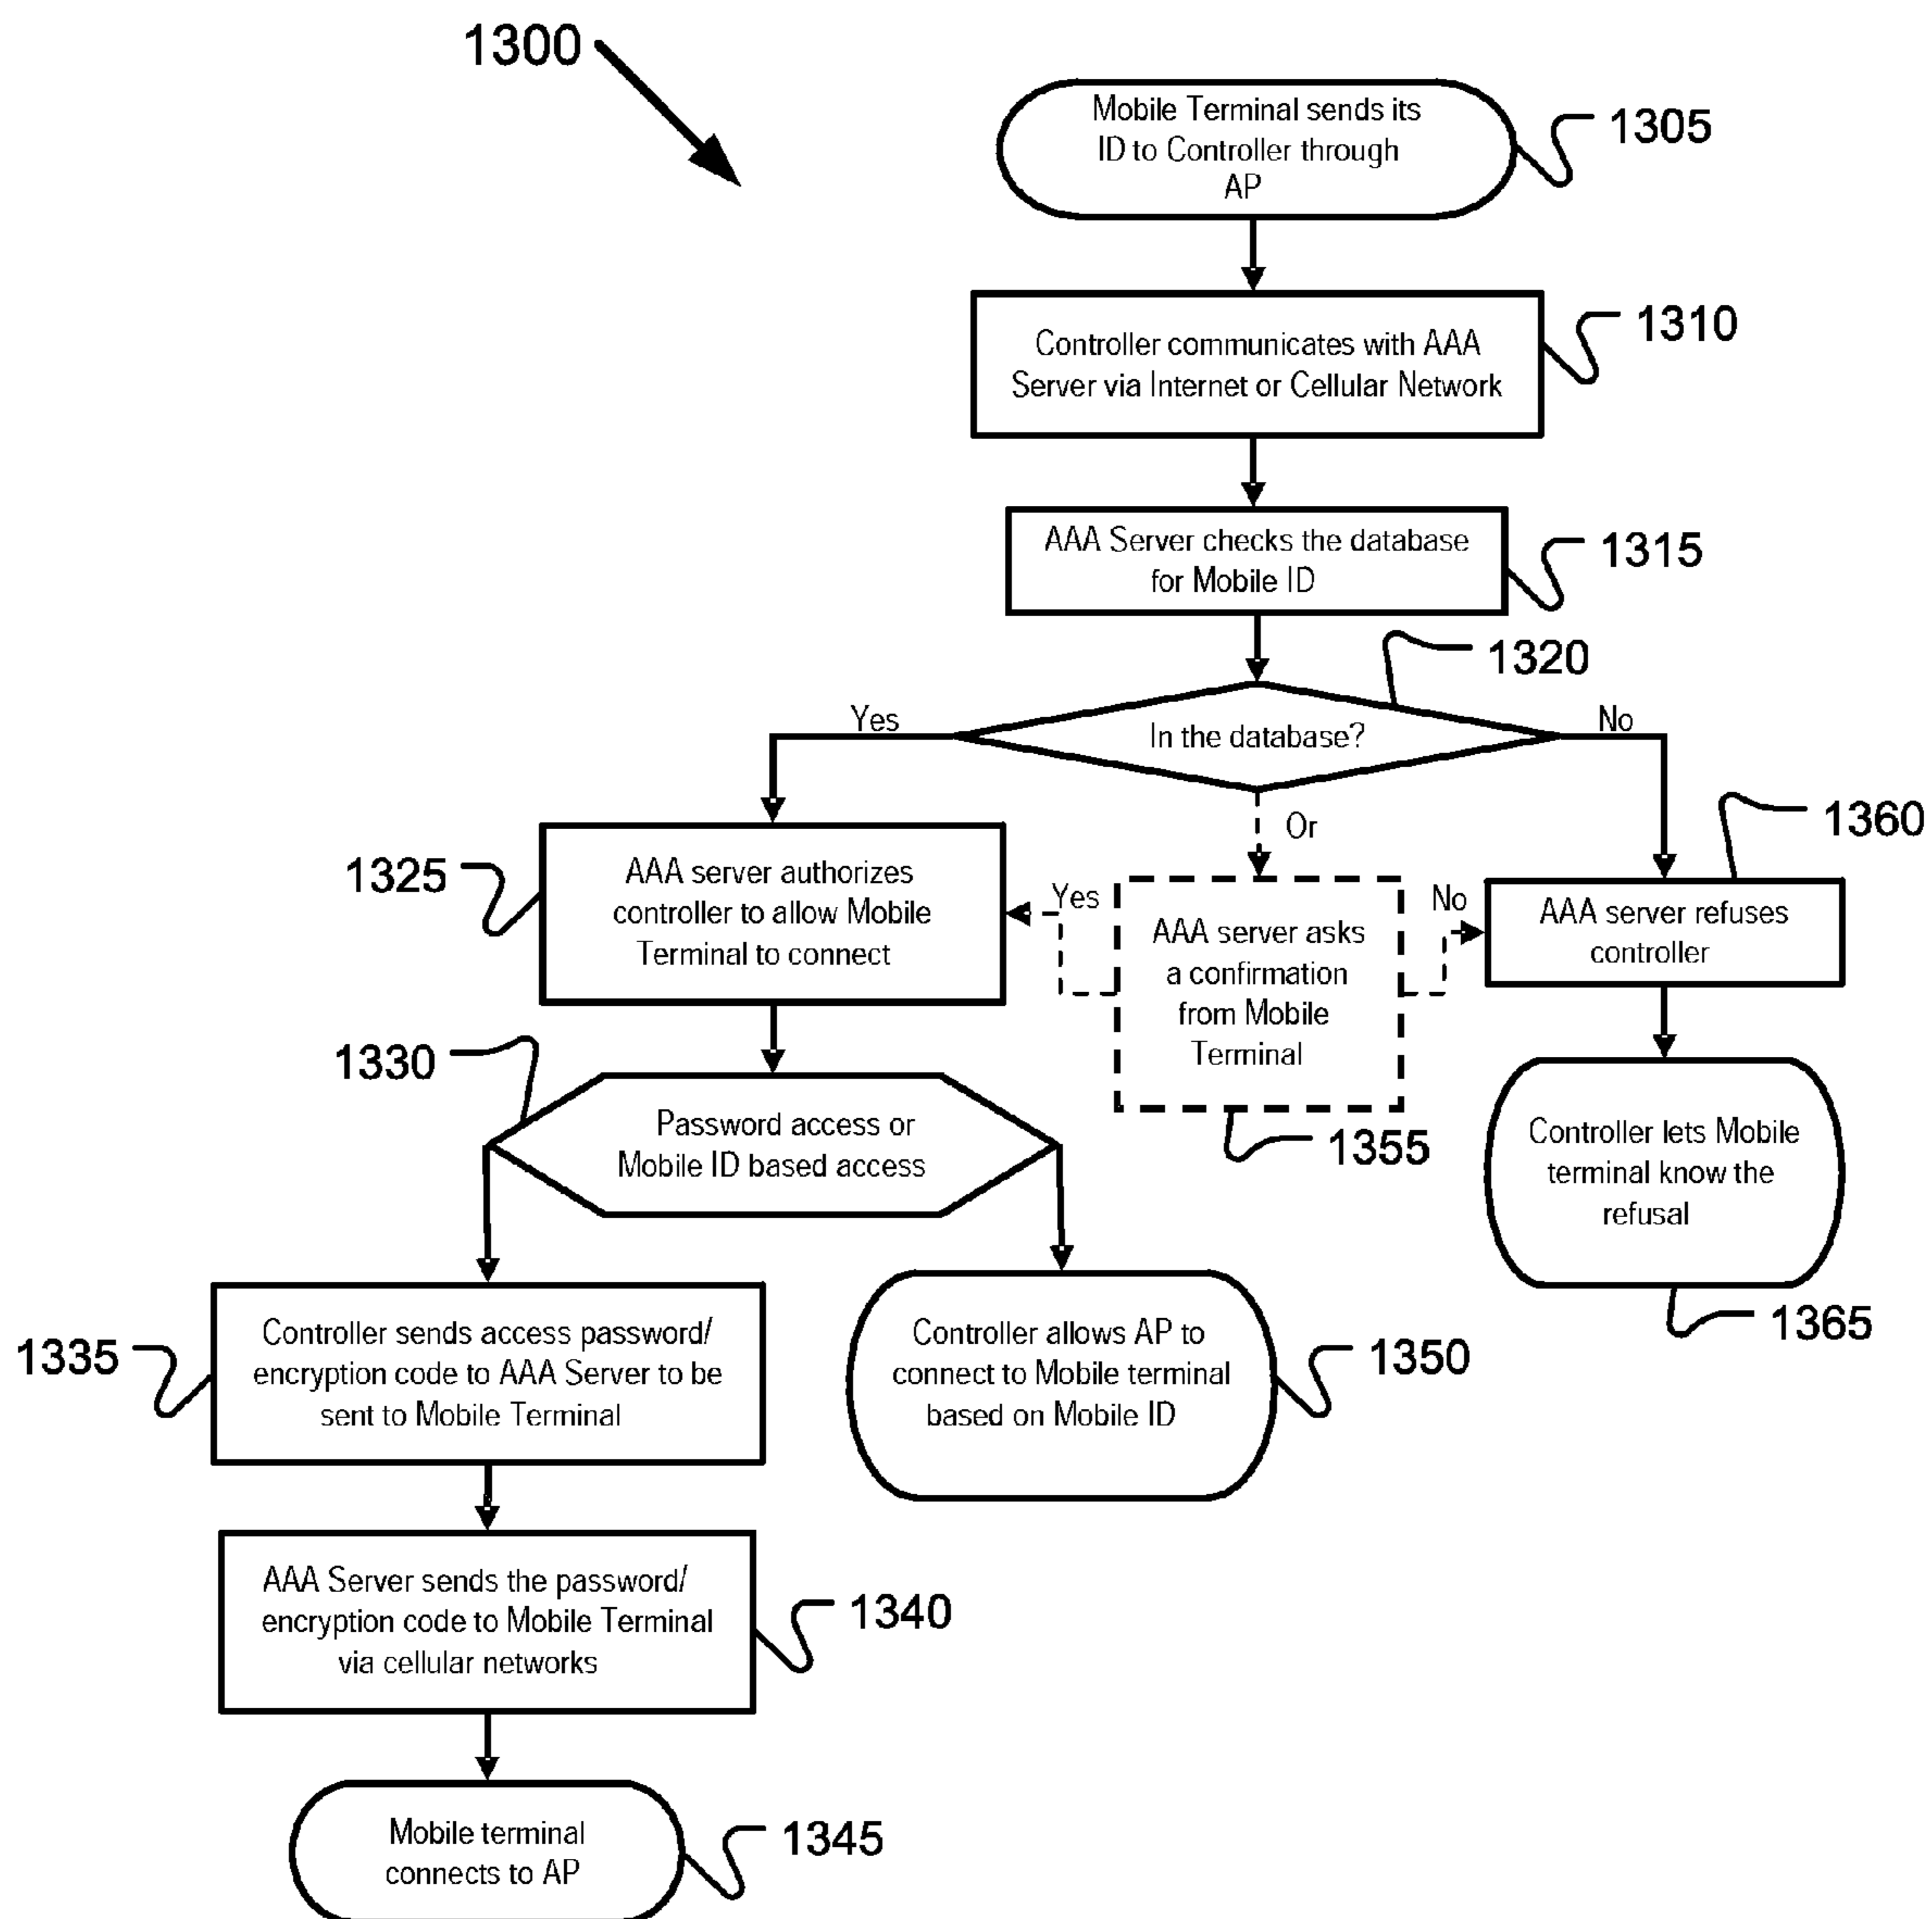 1300
Mobile Terminal sends its
ID to Controller through
AP
1305
Controller communicates with AAA
Server via Internet or Cellular Network
1310
AAA Server checks the database
for Mobile ID
1315
1320
In the database?
Yes
No
Or
1325
AAA server authorizes
controller to allow Mobile
Terminal to connect
Yes
AAA server asks
a confirmation
from Mobile
Terminal
1355
No
1360
AAA server refuses
controller
1330
Password access or
Mobile ID based access
Controller lets Mobile
terminal know the
refusal
1365
1335
Controller sends access password/
encryption code to AAA Server to be
sent to Mobile Terminal
Controller allows AP to
connect to Mobile terminal
based on Mobile ID
1350
AAA Server sends the password/
encryption code to Mobile Terminal
via cellular networks
1340
Mobile terminal
connects to AP
1345